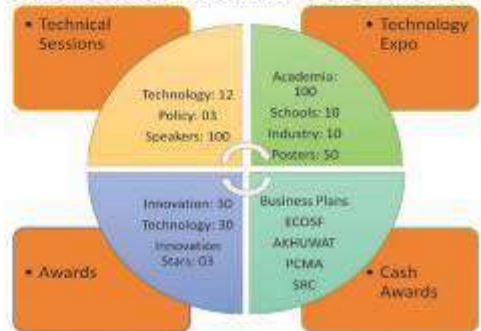 • Technical
Sessions
• Technology
Expo
Technology: 12
Policy: 03
Speakers: 100
Academia:
100
Schools: 10
Industry: 10
Posters: 50
Innovation: 30
Technology: 30
Innovation
Stars: 03
Business Plans
ECOSF
AKHUWAT
PCMA
SRC
• Awards
• Cash
Awards